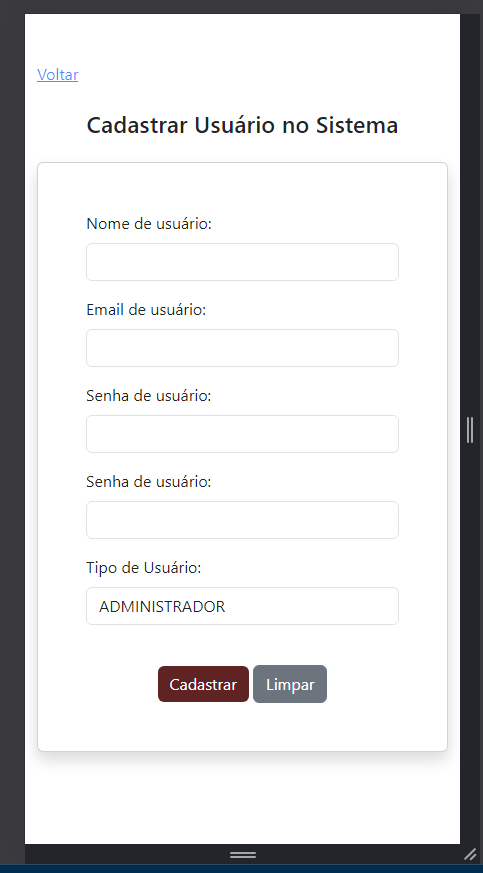 Voltar
Cadastrar Usuário no Sistema
Nome de usuário:
Email de usuário:
Senha de usuário:
Senha de usuário:
Tipo de Usuário:
ADMINISTRADOR
Cadastrar Limpar